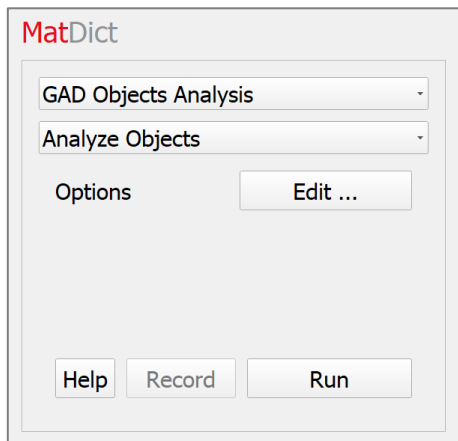 MatDict
GAD Objects Analysis
Analyze Objects
Options Edit ...
Help Record Run